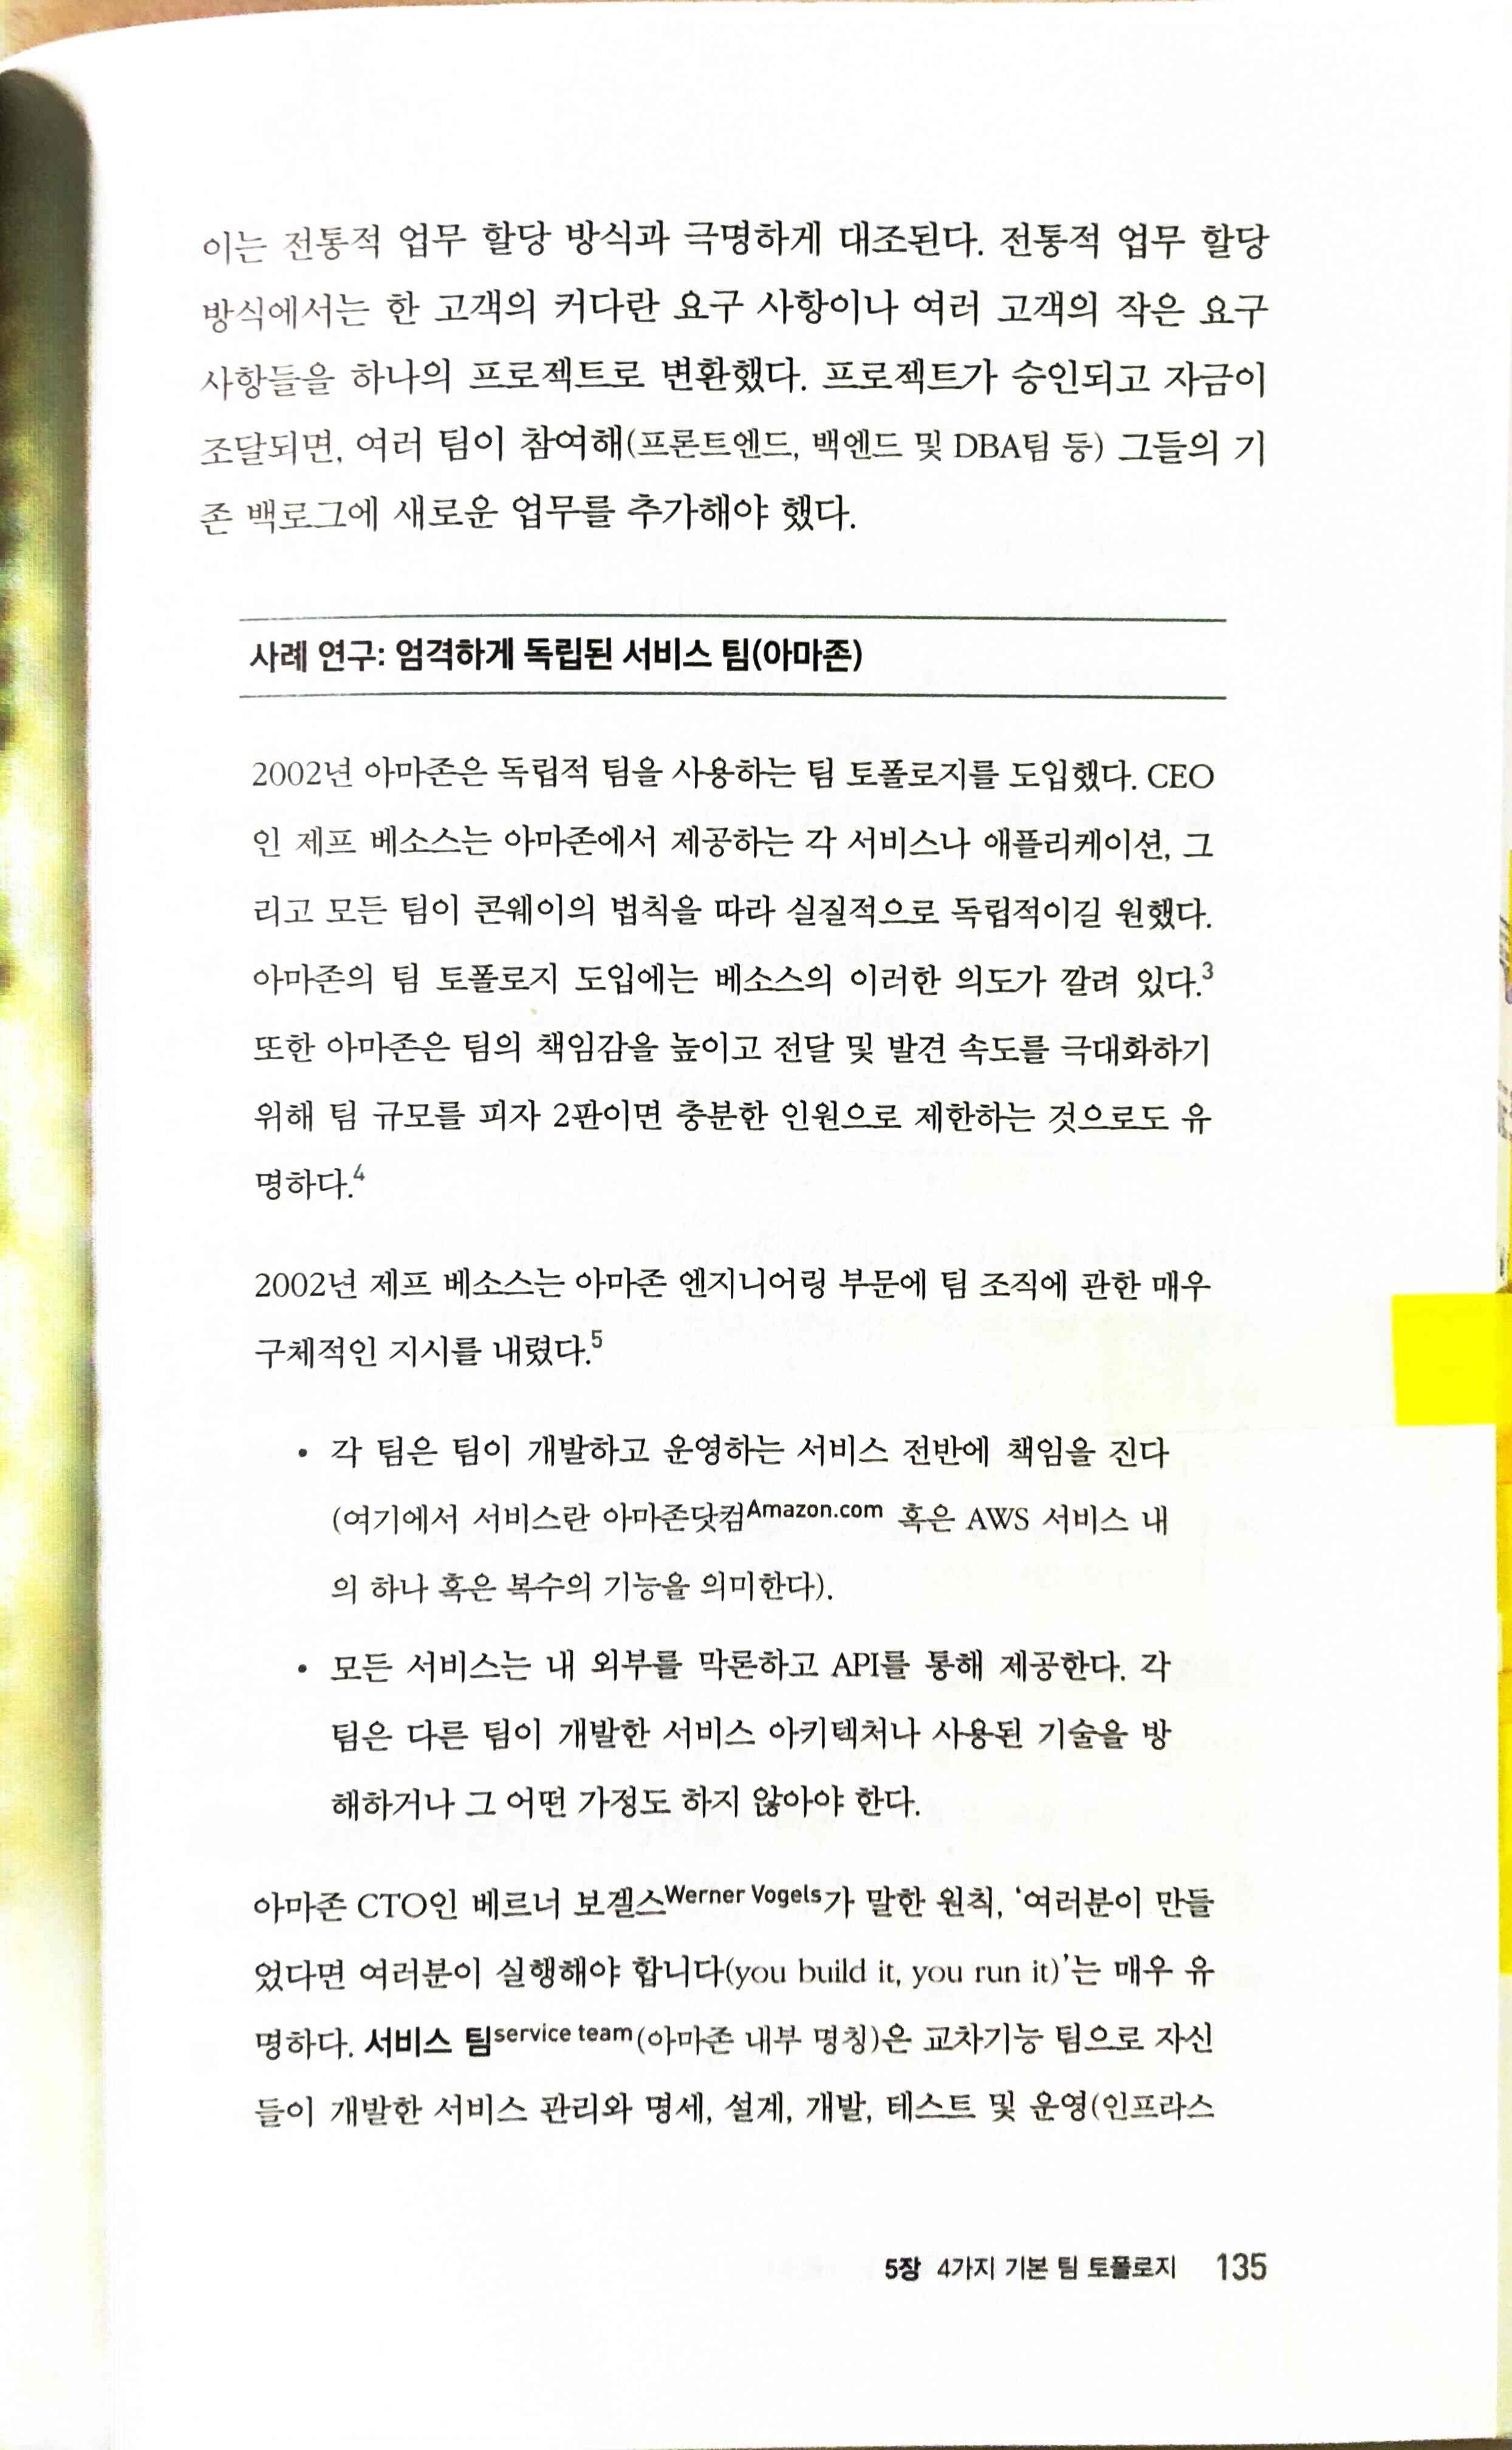 이는 전통적 업무 할당 방식과 극명하게 대조된다. 전통적 업무 할당
방식에서는 한 고객의 커다란 요구 사항이나 여러 고객의 작은 요구
사항들을 하나의 프로젝트로 변환했다. 프로젝트가 승인되고 자금이
조달되면, 여러 팀이 참여해(프론트엔드, 백엔드 및 DBA팀 등) 그들의 기
존 백로그에 새로운 업무를 추가해야 했다.
사례 연구: 엄격하게 독립된 서비스 팀(아마존)
2002년 아마존은 독립적 팀을 사용하는 팀 토폴로지를 도입했다. CEO
인 제프 베소스는 아마존에서 제공하는 각 서비스나 애플리케이션, 그
리고 모든 팀이 콘웨이의 법칙을 따라 실질적으로 독립적이길 원했다.
아마존의 팀 토폴로지 도입에는 베소스의 이러한 의도가 깔려 있다.3
또한 아마존은 팀의 책임감을 높이고 전달 및 발견 속도를 극대화하기
위해 팀 규모를 피자 2판이면 충분한 인원으로 제한하는 것으로도 유
명하다.4
2002년 제프 베소스는 아마존 엔지니어링 부문에 팀 조직에 관한 매우
구체적인 지시를 내렸다.5
• 각 팀은 팀이 개발하고 운영하는 서비스 전반에 책임을 진다
(여기에서 서비스란 아마존닷컴Amazon.com 혹은 AWS 서비스 내
의 하나 혹은 복수의 기능을 의미한다).
• 모든 서비스는 내 외부를 막론하고 API를 통해 제공한다. 각
팀은 다른 팀이 개발한 서비스 아키텍처나 사용된 기술을 방
해하거나 그 어떤 가정도 하지 않아야 한다.
아마존 CTO인 베르너 보겔스Werner Vogels가 말한 원칙, ‘여러분이 만들
었다면 여러분이 실행해야 합니다(you build it, you run it)’는 매우 유
명하다. 서비스 팀service team(아마존 내부 명칭)은 교차기능 팀으로 자신
들이 개발한 서비스 관리와 명세, 설계, 개발, 테스트 및 운영(인프라스
5장 4가지 기본 팀 토폴로지 135